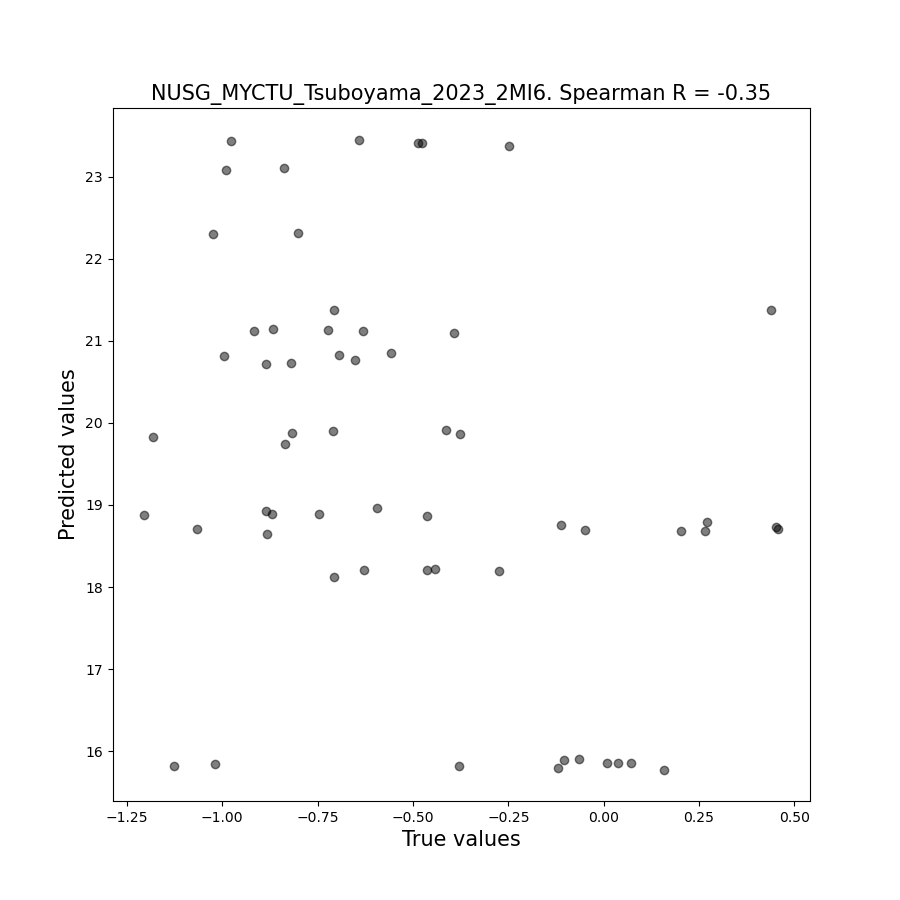 NUSG_MYCTU_Tsuboyama_2023_2MI6. Spearman R = -0.35
Predicted values
23
22
21
20
19
18
17
16
−1.25 −1.00 −0.75 −0.50 −0.25 0.00 0.25 0.50
True values